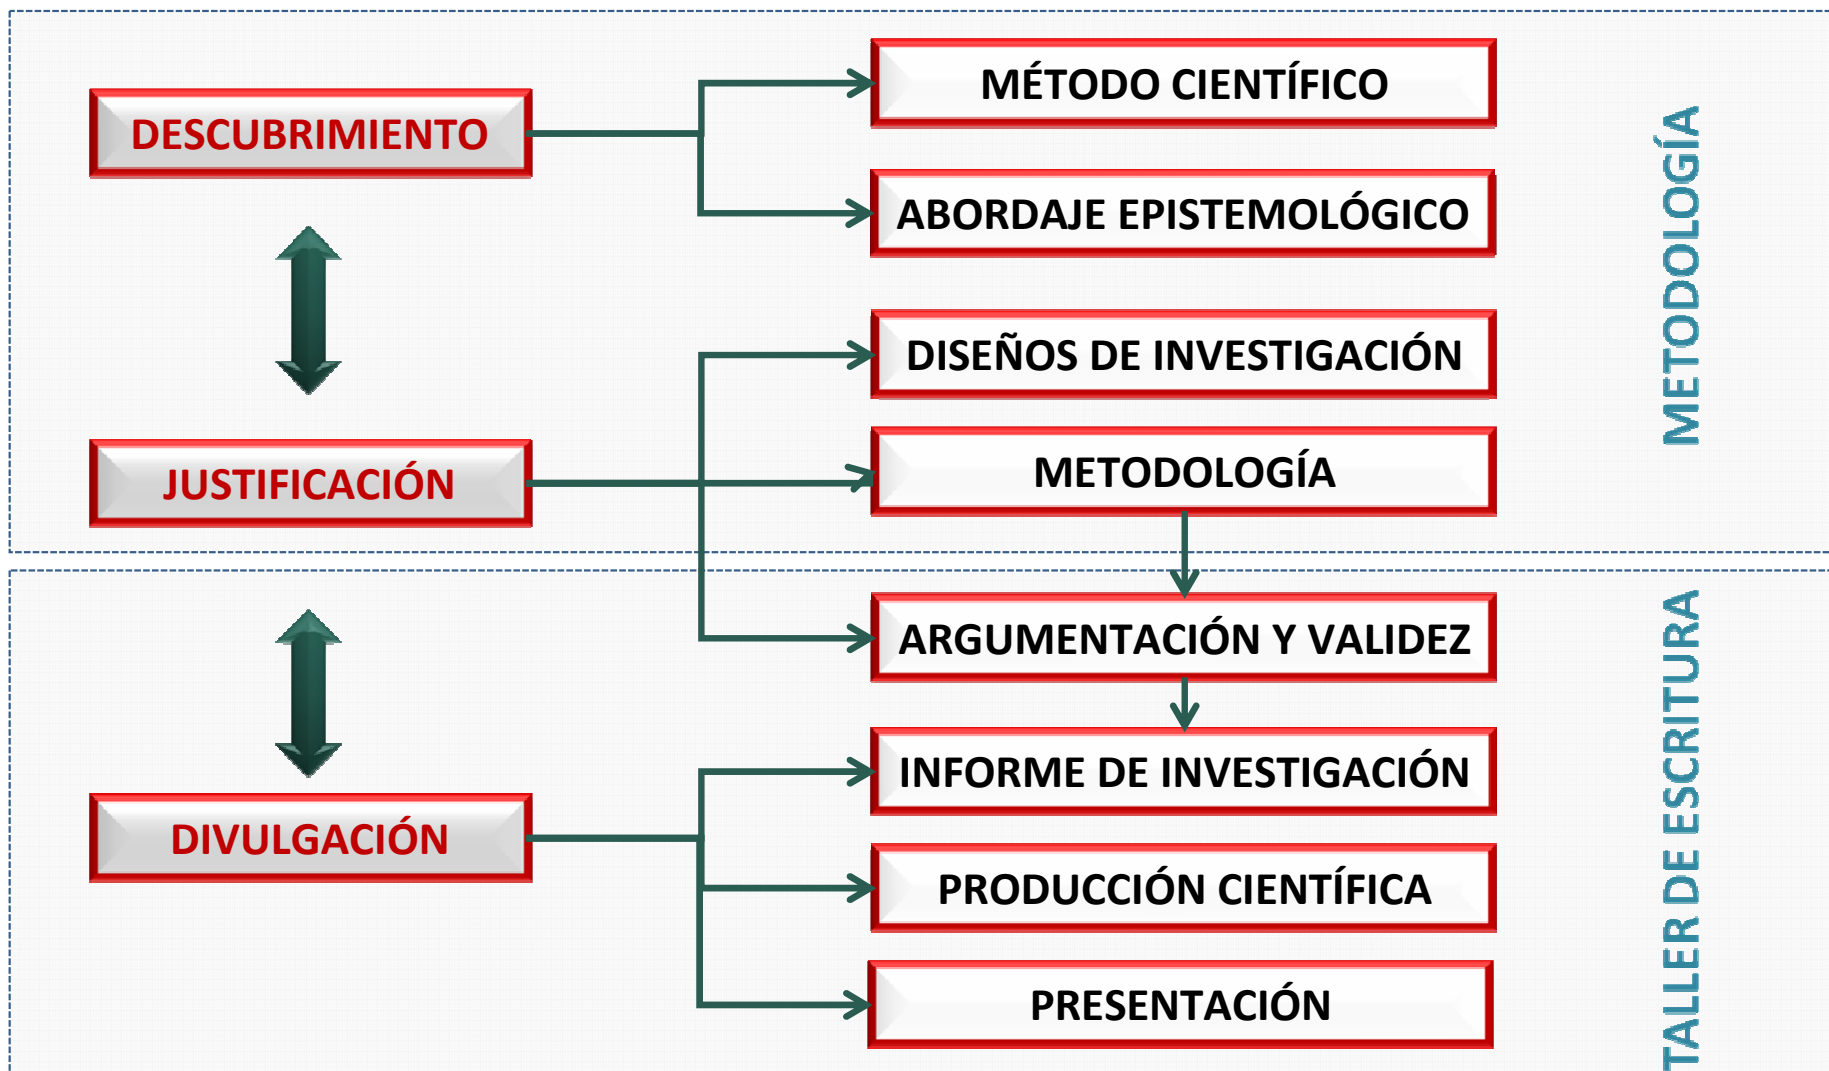 DESCUBRIMIENTO
MÉTODO CIENTÍFICO
ABORDAJE EPISTEMOLÓGICO
JUSTIFICACIÓN
DISEÑOS DE INVESTIGACIÓN
METODOLOGÍA
METODOLOGÍA
DIVULGACIÓN
ARGUMENTACIÓN Y VALIDEZ
INFORME DE INVESTIGACIÓN
PRODUCCIÓN CIENTÍFICA
PRESENTACIÓN
TALLER DE ESCRITURA